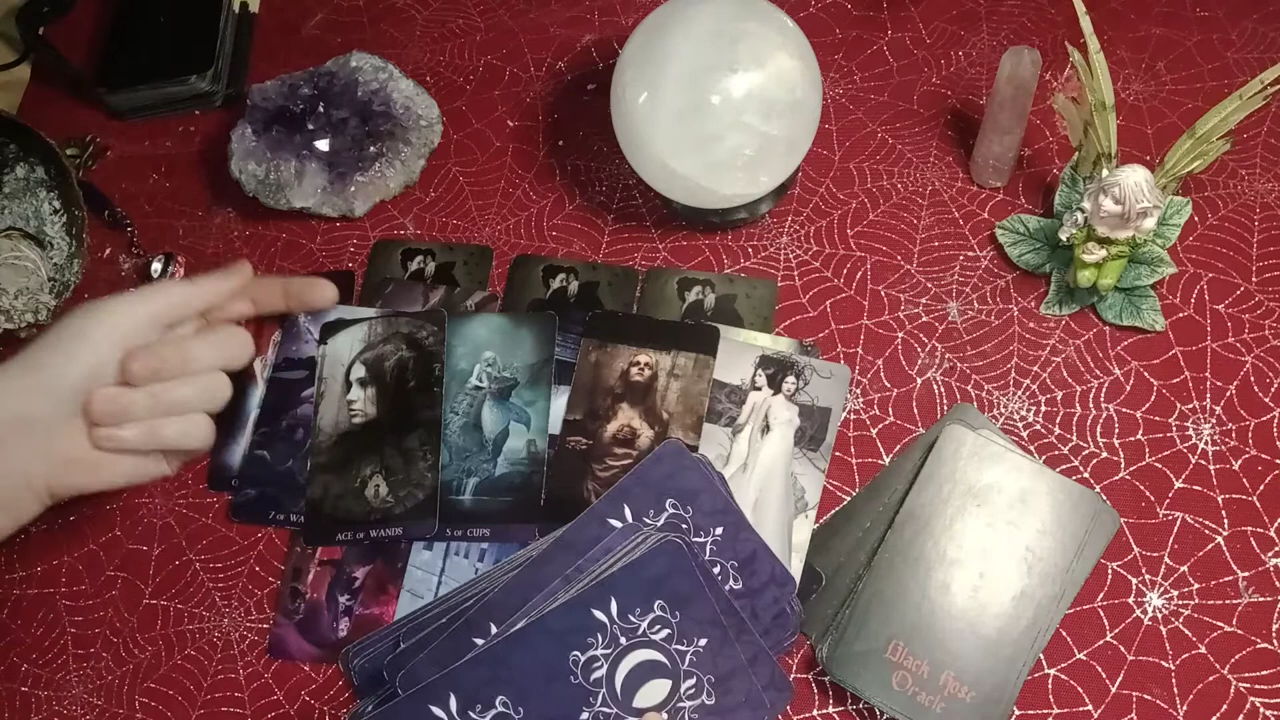 7 OF WA
ACE OF WANDS
5 OF CUPS
Black Rose
Oracle